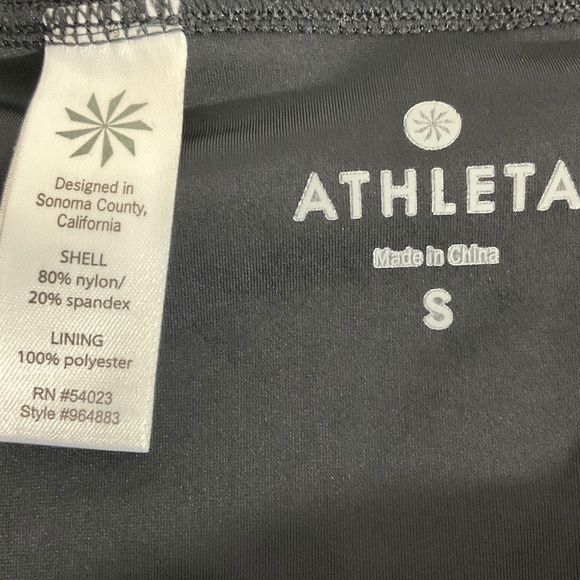 Designed in
Sonoma County,
California
SHELL
80% nylon/
20% spandex
LINING
100% polyester
RN #54023
Style #964883
ATHLETA
Made in China
S